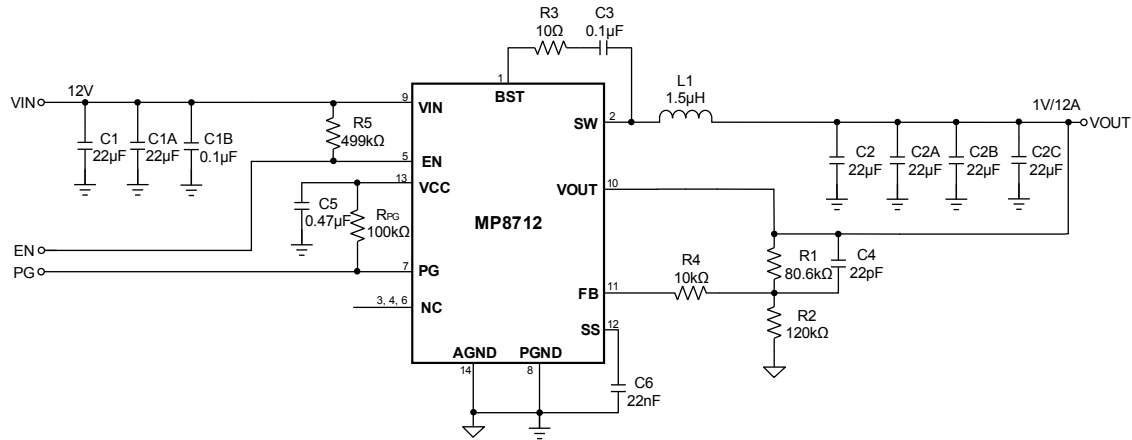 R3
10Ω
C3
0.1μF
1
BST
VIN
12V
9
VIN
C1
22μF
C1A
22μF
C1B
0.1μF
R5
499kΩ
5
EN
13
VCC
C5
0.47μF
RPG
100kΩ
EN
PG
7
PG
3, 4, 6
NC
MP8712
SW
2
L1
1.5μH
1V/12A
VOUT
C2
22μF
C2A
22μF
C2B
22μF
C2C
22μF
VOUT
10
R1
80.6kΩ
C4
22pF
R4
10kΩ
FB
11
R2
120kΩ
SS
12
C6
22nF
AGND
14
PGND
8